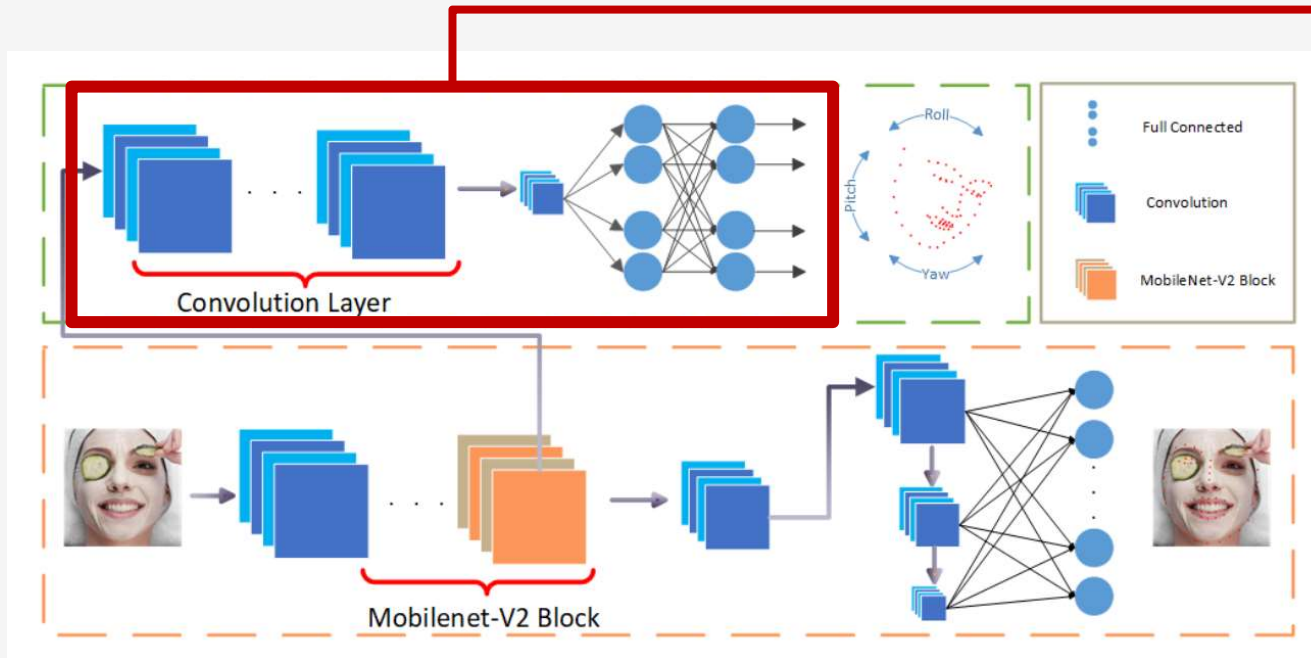 Roll
Pitch
Yaw
Full Connected
Convolution
MobileNet-V2 Block
. . .
Convolution Layer
. . .
Mobilenet-V2 Block